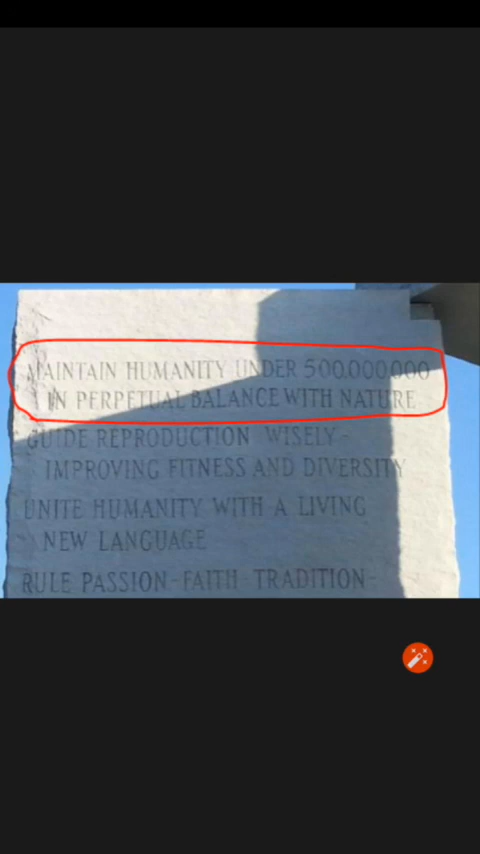 MAINTAIN HUMANITY UNDER 500,000,000
IN PERPETUAL BALANCE WITH NATURE
GUIDE REPRODUCTION WISELY-
IMPROVING FITNESS AND DIVERSITY
UNITE HUMANITY WITH A LIVING
NEW LANGUAGE
RULE PASSION-FAITH-TRADITION-